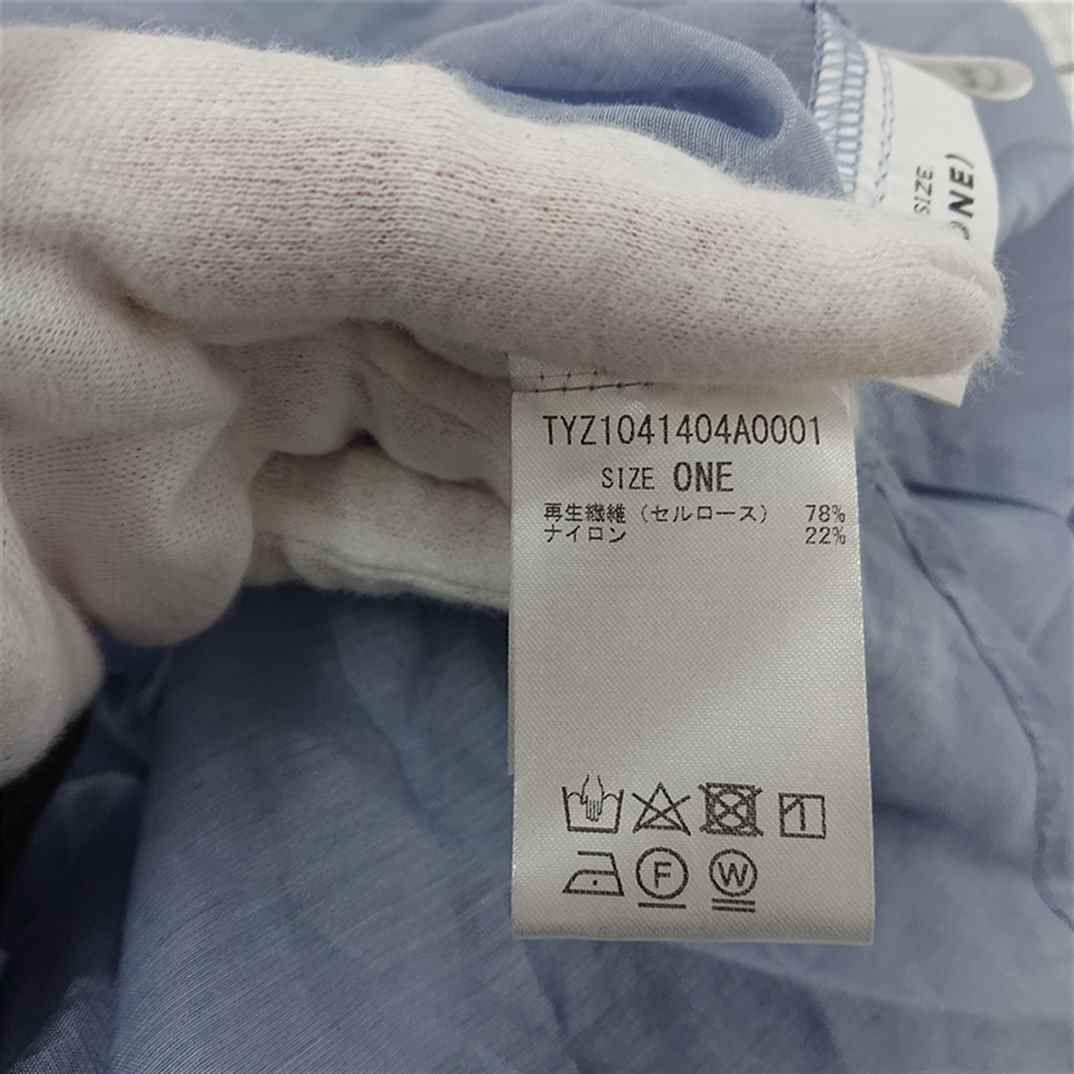 SIZE
ONE)
TYZ1041404A0001
SIZE ONE
再生繊維（セルロース） 78%
ナイロン 22%
F W